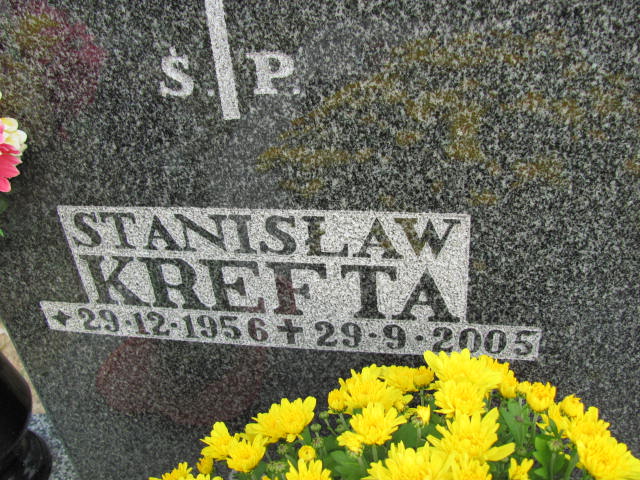 Ś. P.
STANISŁAW
KREFTA
★ 29·12·1956 ✝ 29·9·2005